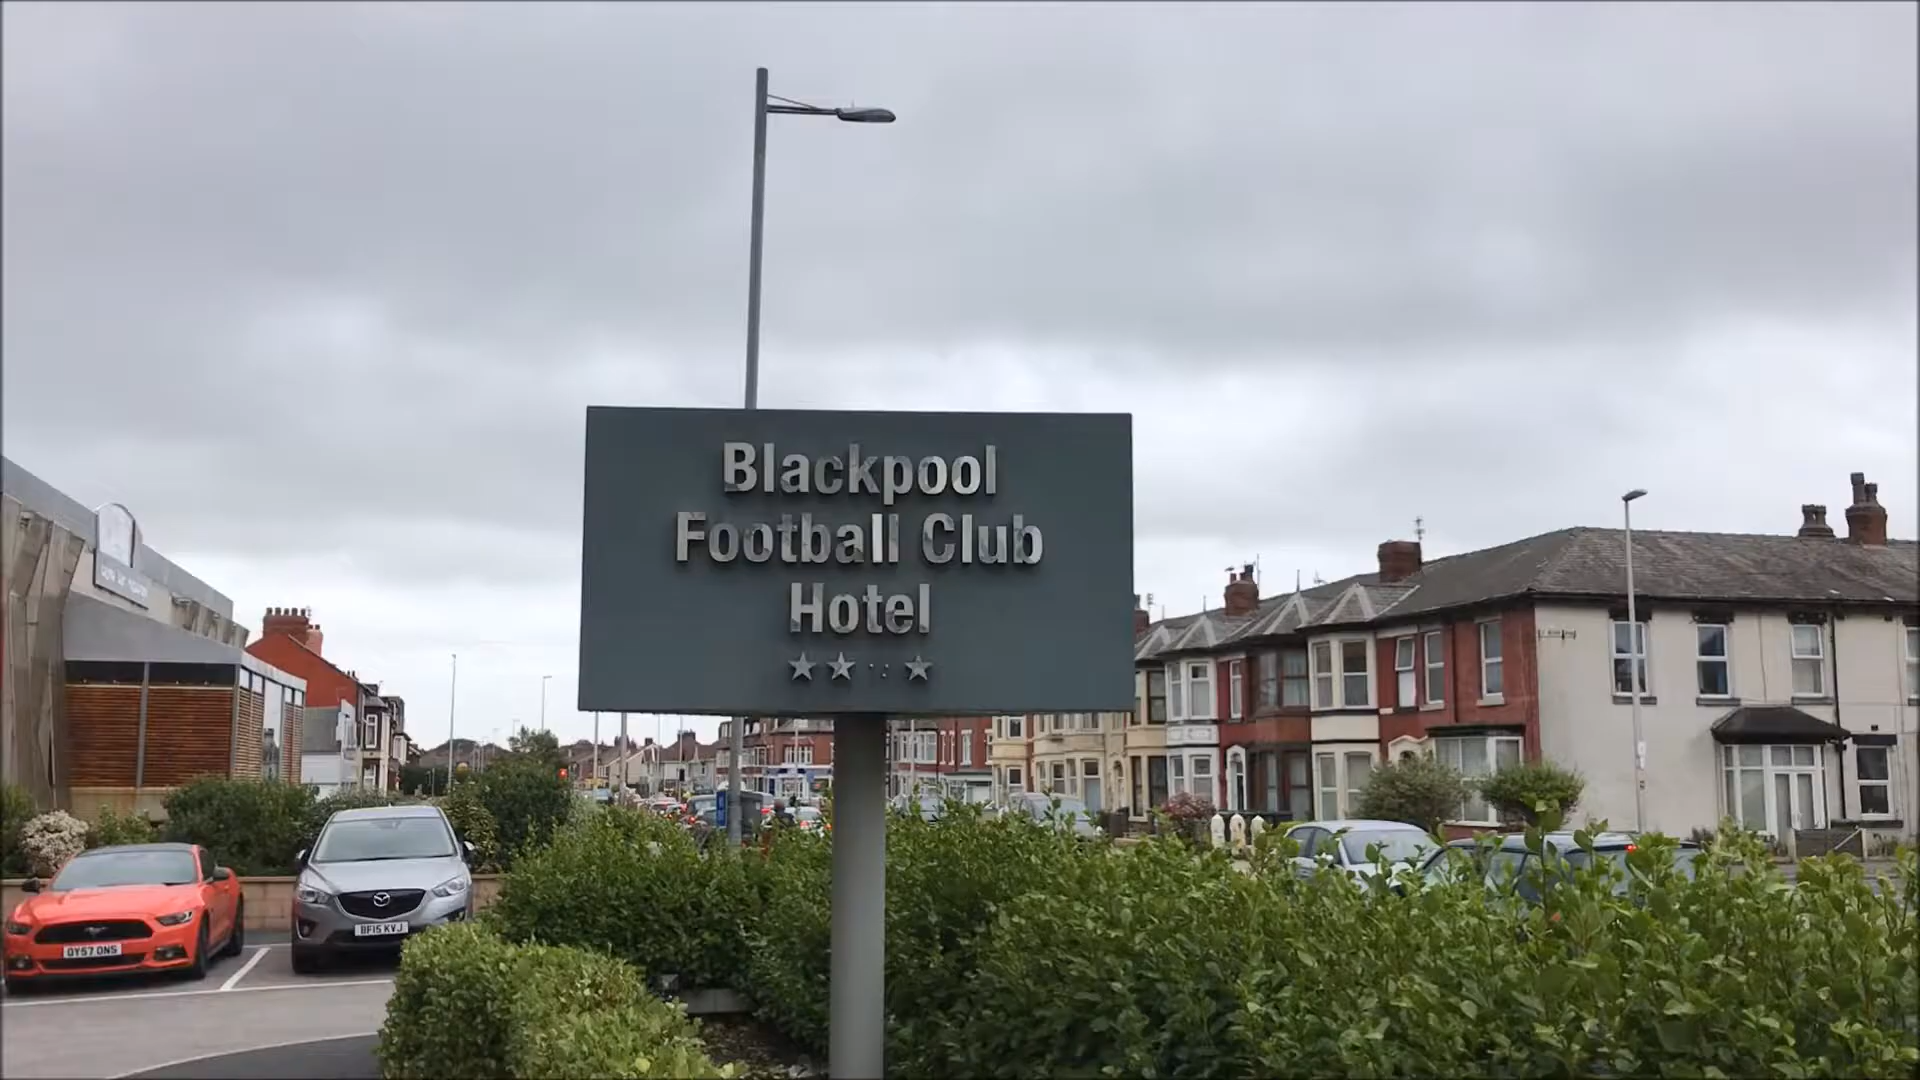 Blackpool
Football Club
Hotel
OY57 ONS
BF15 KVJ